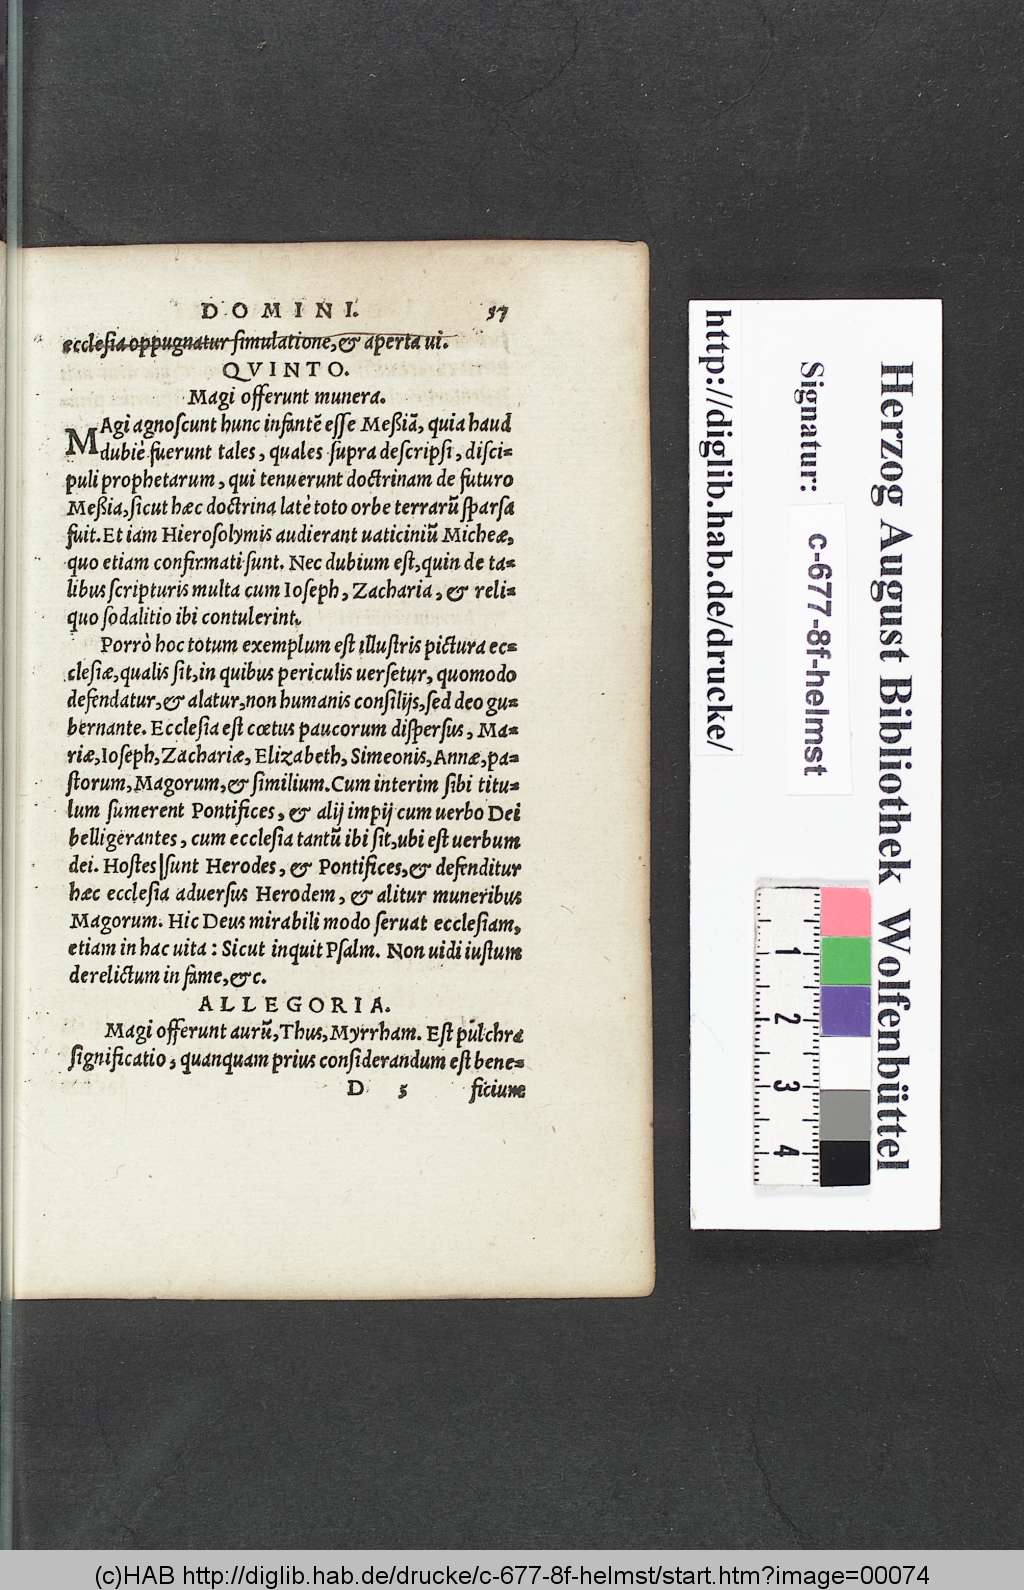 DOMINI. 57
ecclesia oppugnatur simulatione, & aperta ui.
QVINTO.
Magi offerunt munera.
MAgi agnoscunt hunc infantẽ esse Meßiã, quia haud
dubiè fuerunt tales, quales supra descripsi, disci=
puli prophetarum, qui tenuerunt doctrinam de futuro
Meßia, sicut hæc doctrina latè toto orbe terrarũ sparsa
fuit. Et iam Hierosolymis audierant uaticiniũ Micheæ,
quo etiam confirmati sunt. Nec dubium est, quin de ta=
libus scripturis multa cum Ioseph, Zacharia, & reli=
quo sodalitio ibi contulerint.
Porrò hoc totum exemplum est illustris pictura ec=
clesiæ, qualis sit, in quibus periculis uersetur, quomodo
defendatur, & alatur, non humanis consilijs, sed deo gu=
bernante. Ecclesia est cœtus paucorum dispersus, Ma=
riæ, Ioseph, Zachariæ, Elizabeth, Simeonis, Annæ, pa=
storum, Magorum, & similium. Cum interim sibi titu=
lum sumerent Pontifices, & alij impij cum uerbo Dei
belligerantes, cum ecclesia tantũ ibi sit, ubi est uerbum
dei. Hostes sunt Herodes, & Pontifices, & defenditur
hæc ecclesia aduersus Herodem, & alitur muneribus
Magorum. Hic Deus mirabili modo seruat ecclesiam,
etiam in hac uita: Sicut inquit Psalm. Non uidi iustum
derelictum in fame, &c.
ALLEGORIA.
Magi offerunt aurũ, Thus, Myrrham. Est pulchra
significatio, quanquam prius considerandum est bene=
D 5 ficium
Herzog August Bibliothek Wolfenbüttel
Signatur: c-677-8f-helmst
http://diglib.hab.de/drucke/
1 2 3 4
(c)HAB http://diglib.hab.de/drucke/c-677-8f-helmst/start.htm?image=00074